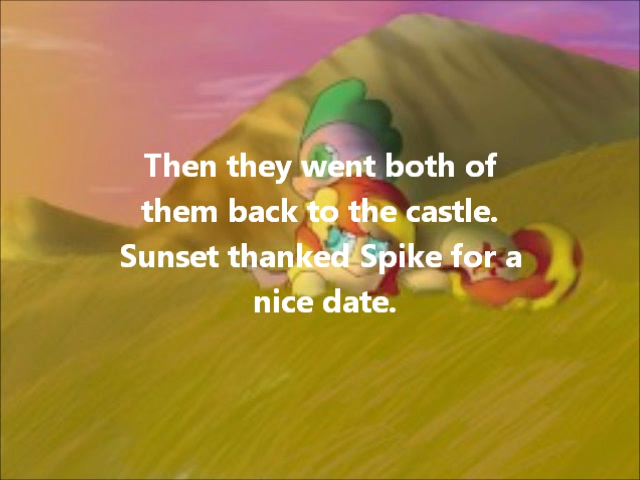 Then they went both of
them back to the castle.
Sunset thanked Spike for a
nice date.